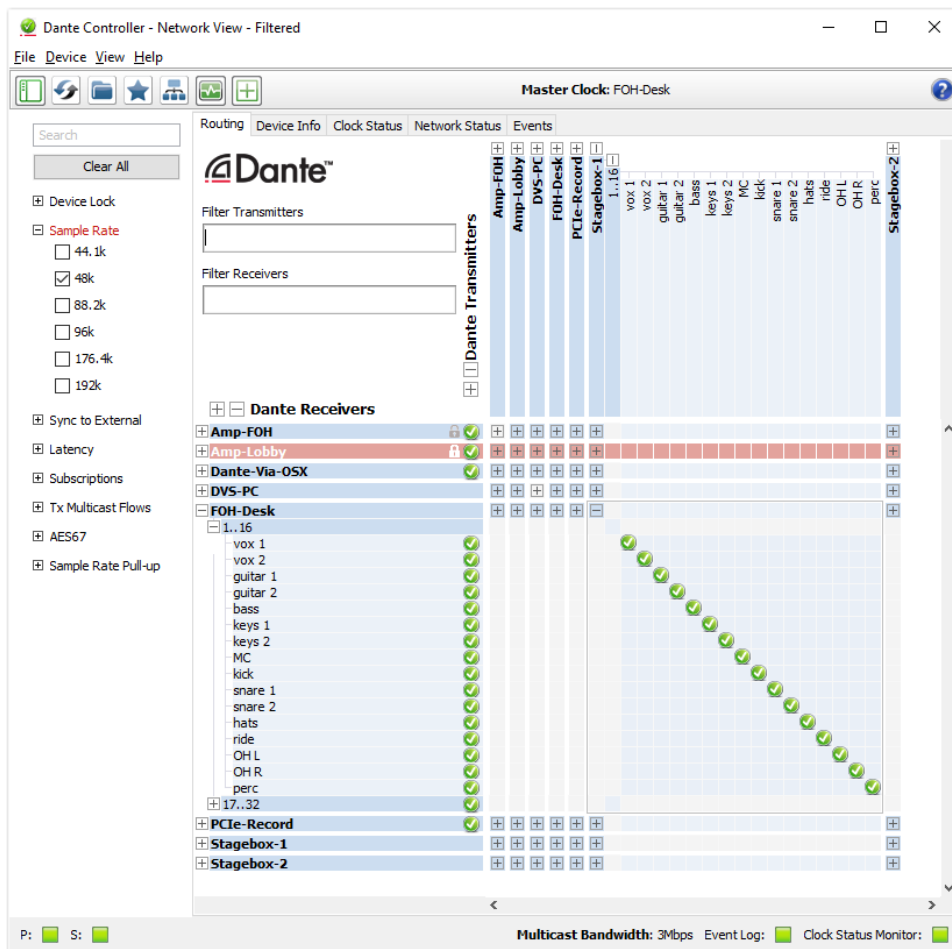 Dante Controller - Network View - Filtered
File Device View Help
Master Clock: FOH-Desk
?
Search
Clear All
Device Lock
Sample Rate
44.1k
48k
88.2k
96k
176.4k
192k
Sync to External
Latency
Subscriptions
Tx Multicast Flows
AES67
Sample Rate Pull-up
Routing Device Info Clock Status Network Status Events
Dante™
Filter Transmitters
Filter Receivers
Dante Transmitters
Amp-FOH
Amp-Lobby
DVS-PC
FOH-Desk
PCIe-Record
Stagebox-1
1..16
vox 1
vox 2
guitar 1
guitar 2
bass
keys 1
keys 2
MC
kick
snare 1
snare 2
hats
ride
OH L
OH R
perc
Stagebox-2
Dante Receivers
Amp-FOH
Amp-Lobby
Dante-Via-OSX
DVS-PC
FOH-Desk
1..16
vox 1
vox 2
guitar 1
guitar 2
bass
keys 1
keys 2
MC
kick
snare 1
snare 2
hats
ride
OH L
OH R
perc
17..32
PCIe-Record
Stagebox-1
Stagebox-2
P: S: Multicast Bandwidth: 3Mbps Event Log: Clock Status Monitor: